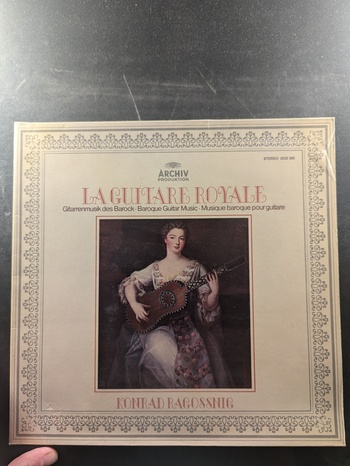 STEREO
ARCHIV
PRODUKTION
LA GUITARE ROYALE
Gitarrenmusik des Barock · Baroque Guitar Music · Musique baroque pour guitare
KONRAD RAGOSSNIG